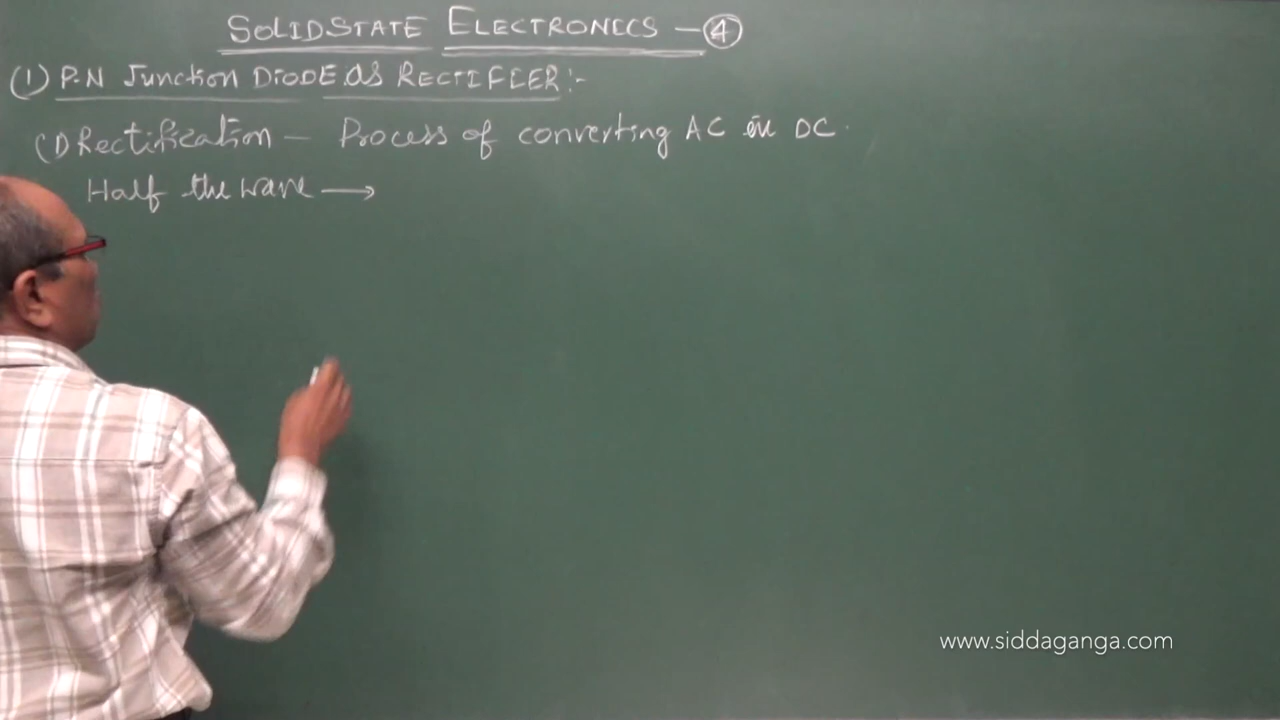 SOLIDSTATE ELECTRONICS - ④
(1) P-N Junction DIODE as RECTIFIER:-
(1) Rectification - Process of converting AC in DC.
Half the wave →
www.siddaganga.com